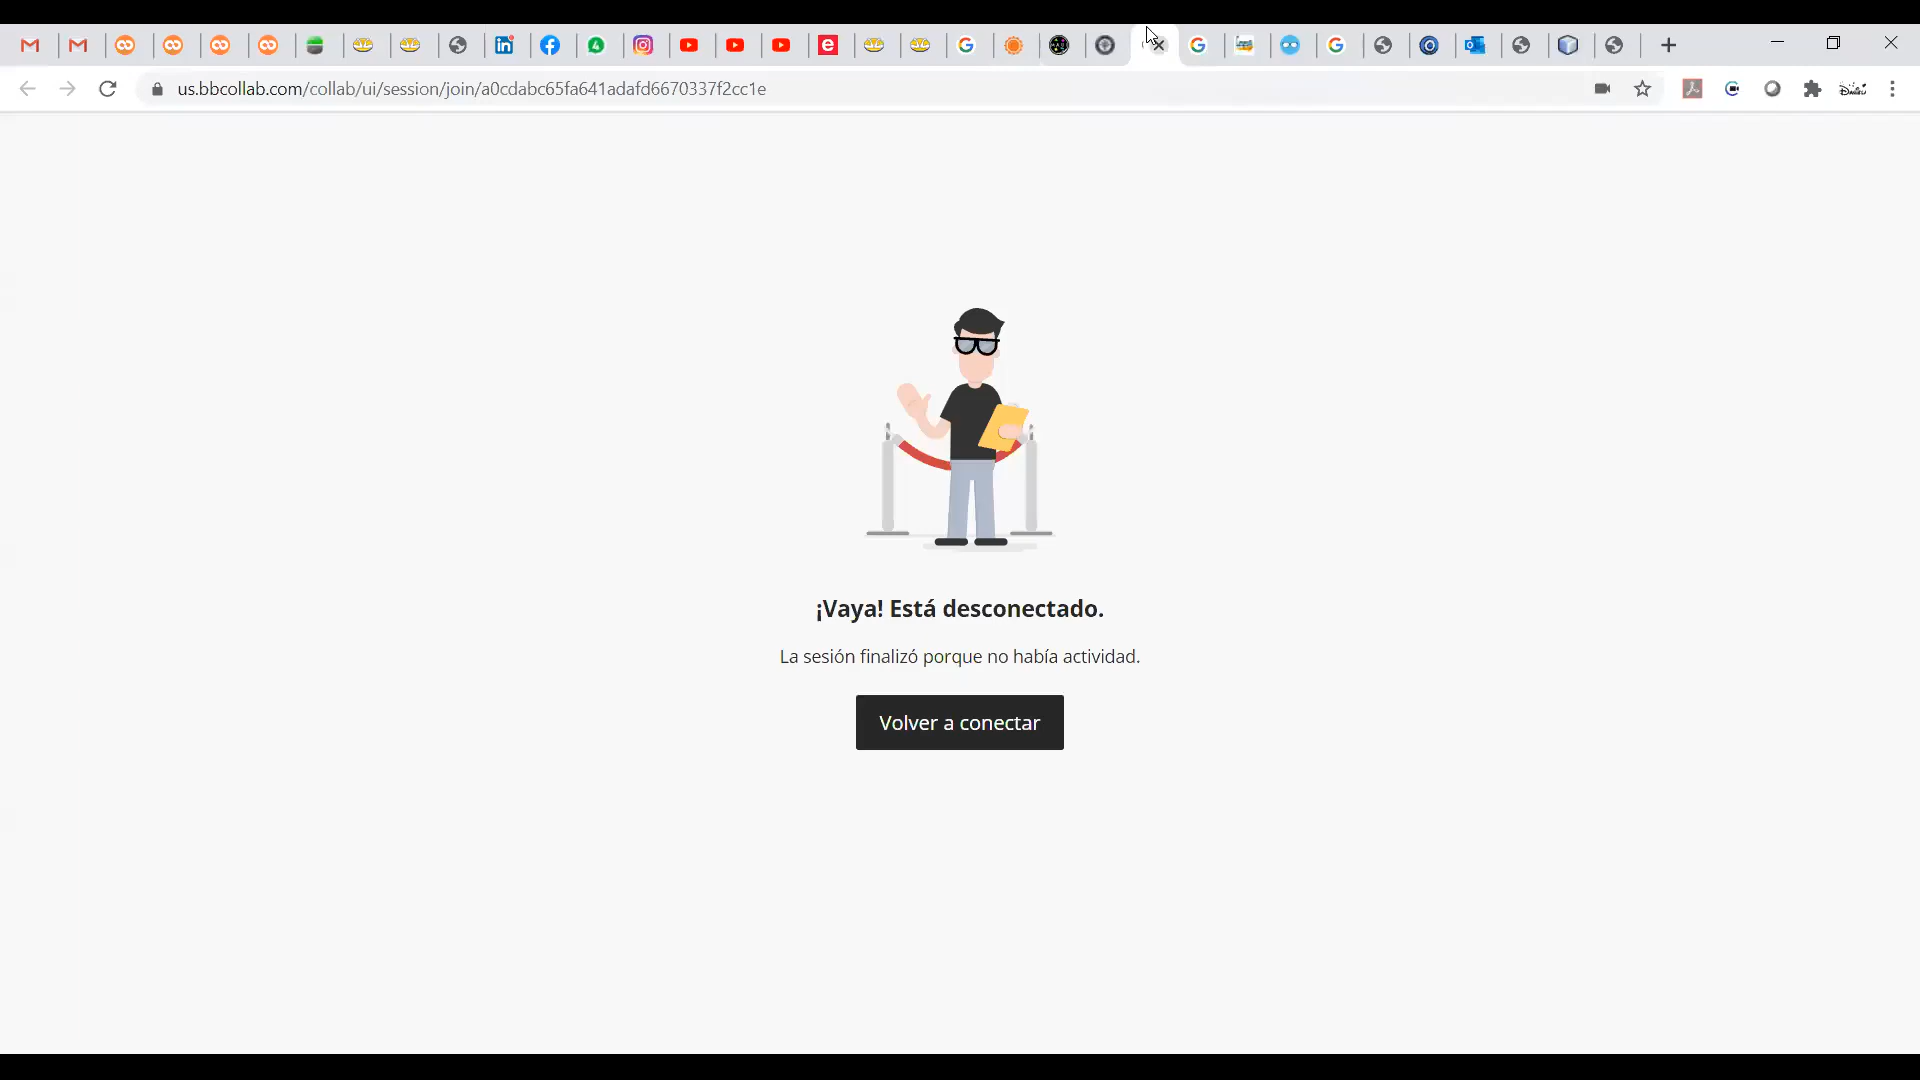 us.bbcollab.com/collab/ui/session/join/a0cdabc65fa641adafd6670337f2cc1e
¡Vaya! Está desconectado.
La sesión finalizó porque no había actividad.
Volver a conectar